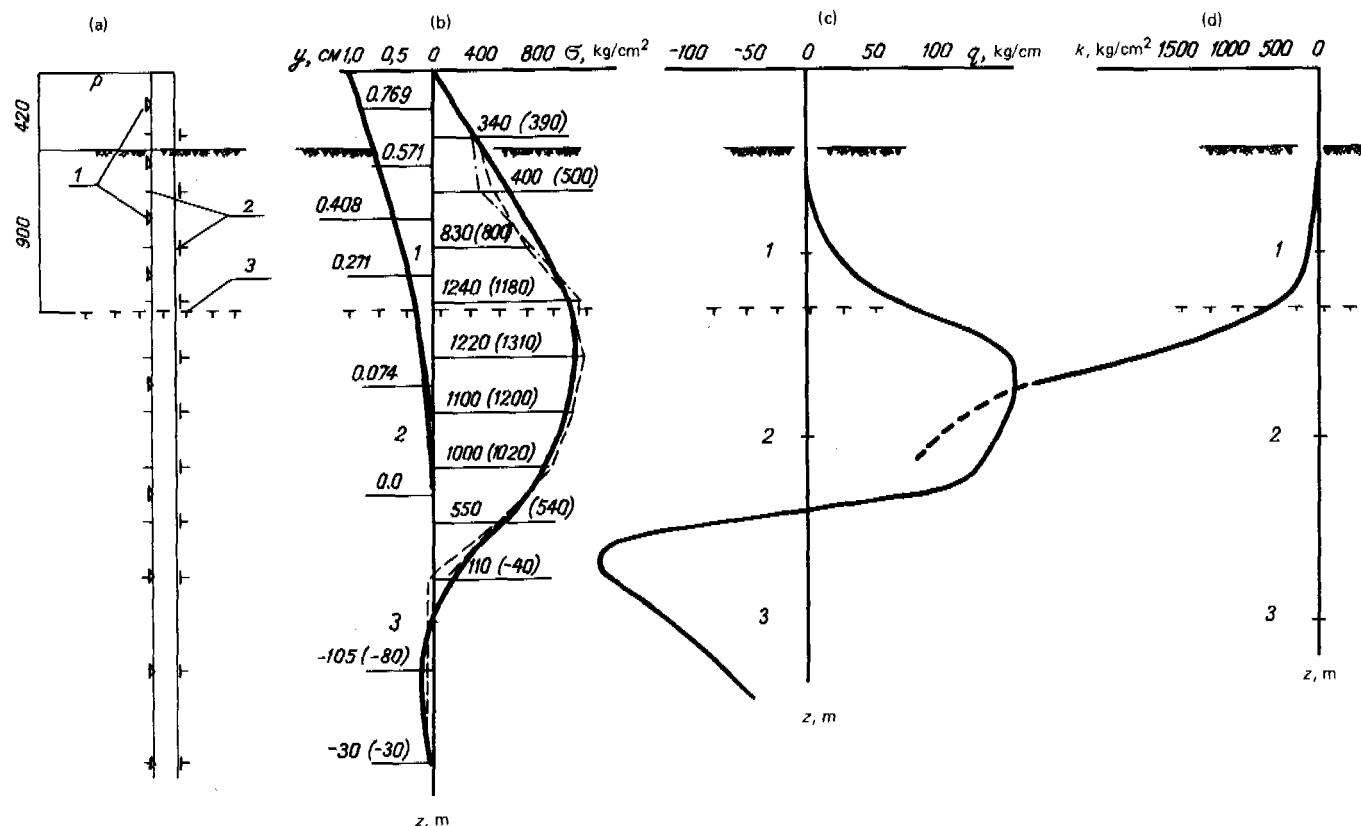 (a)
(b)
(c)
(d)
y, см 1,0 0,5 0 400 800 σ, kg/cm²
-100 -50 0 50 100 q, kg/cm
k, kg/cm² 1500 1000 500 0
P
420
900
1
2
3
0.769
0.571
0.408
0.271
0.074
0.0
340 (390)
400 (500)
830 (800)
1240 (1180)
1220 (1310)
1100 (1200)
1000 (1020)
550 (540)
110 (-40)
-105 (-80)
-30 (-30)
1
2
3
z, m
1
2
3
z, m
1
2
3
z, m